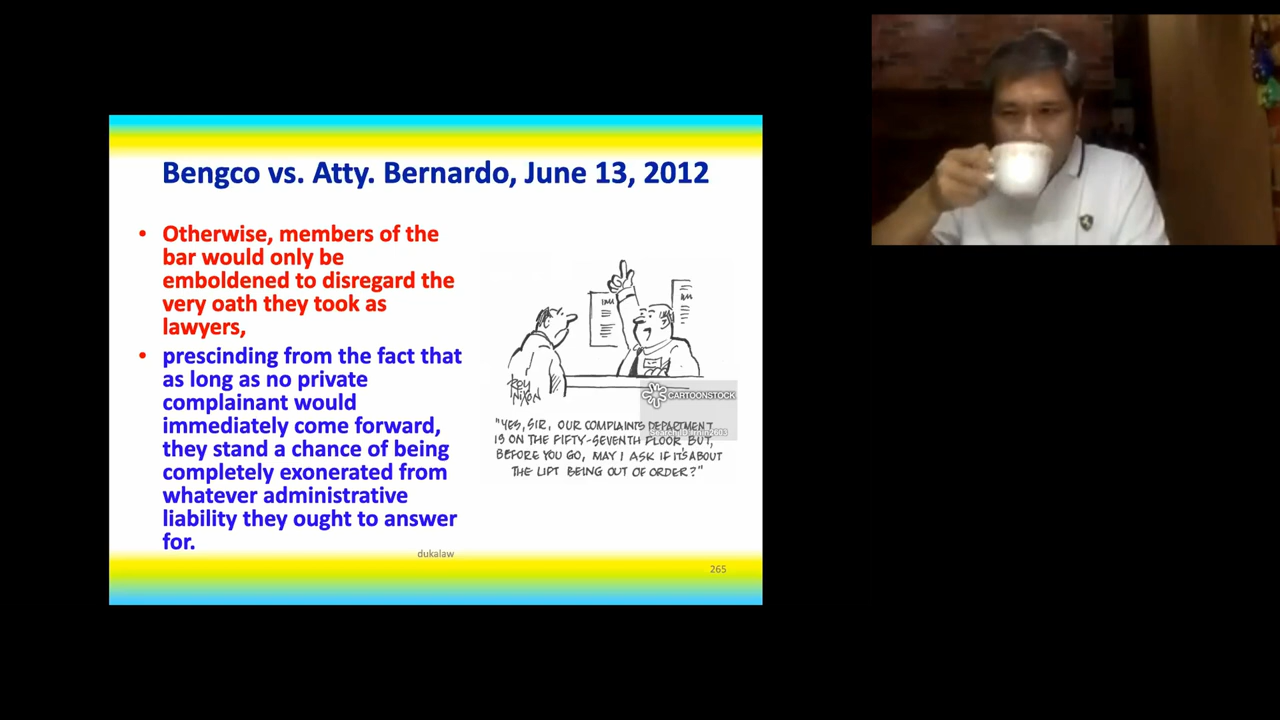 Bengco vs. Atty. Bernardo, June 13, 2012
• Otherwise, members of the
bar would only be
emboldened to disregard the
very oath they took as
lawyers,
• prescinding from the fact that
as long as no private
complainant would
immediately come forward,
they stand a chance of being
completely exonerated from
whatever administrative
liability they ought to answer
for.
ROY
NIXON
CARTOONSTOCK
"YES, SIR, OUR COMPLAINTS DEPARTMENT
IS ON THE FIFTY-SEVENTH FLOOR BUT,
BEFORE YOU GO, MAY I ASK IF IT'S ABOUT
THE LIFT BEING OUT OF ORDER?"
dukalaw
265